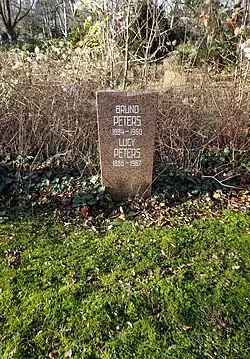 BRUNO
PETERS
1884 – 1960
LUCY
PETERS
1888 – 1967